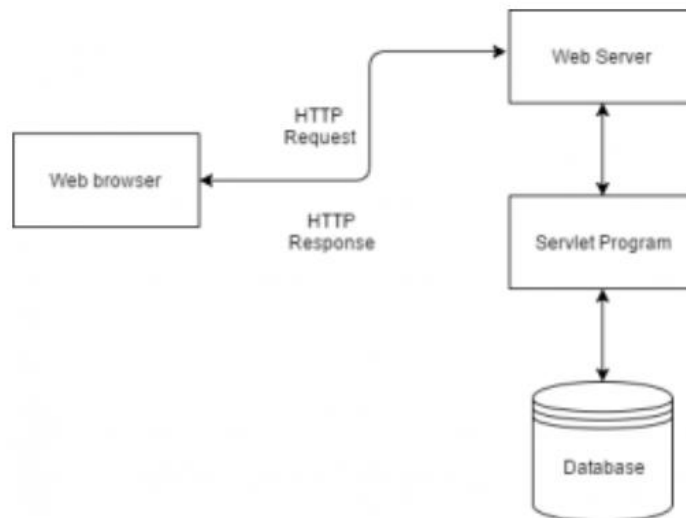 Web Server
HTTP
Request
Web browser
HTTP
Response
Servlet Program
Database